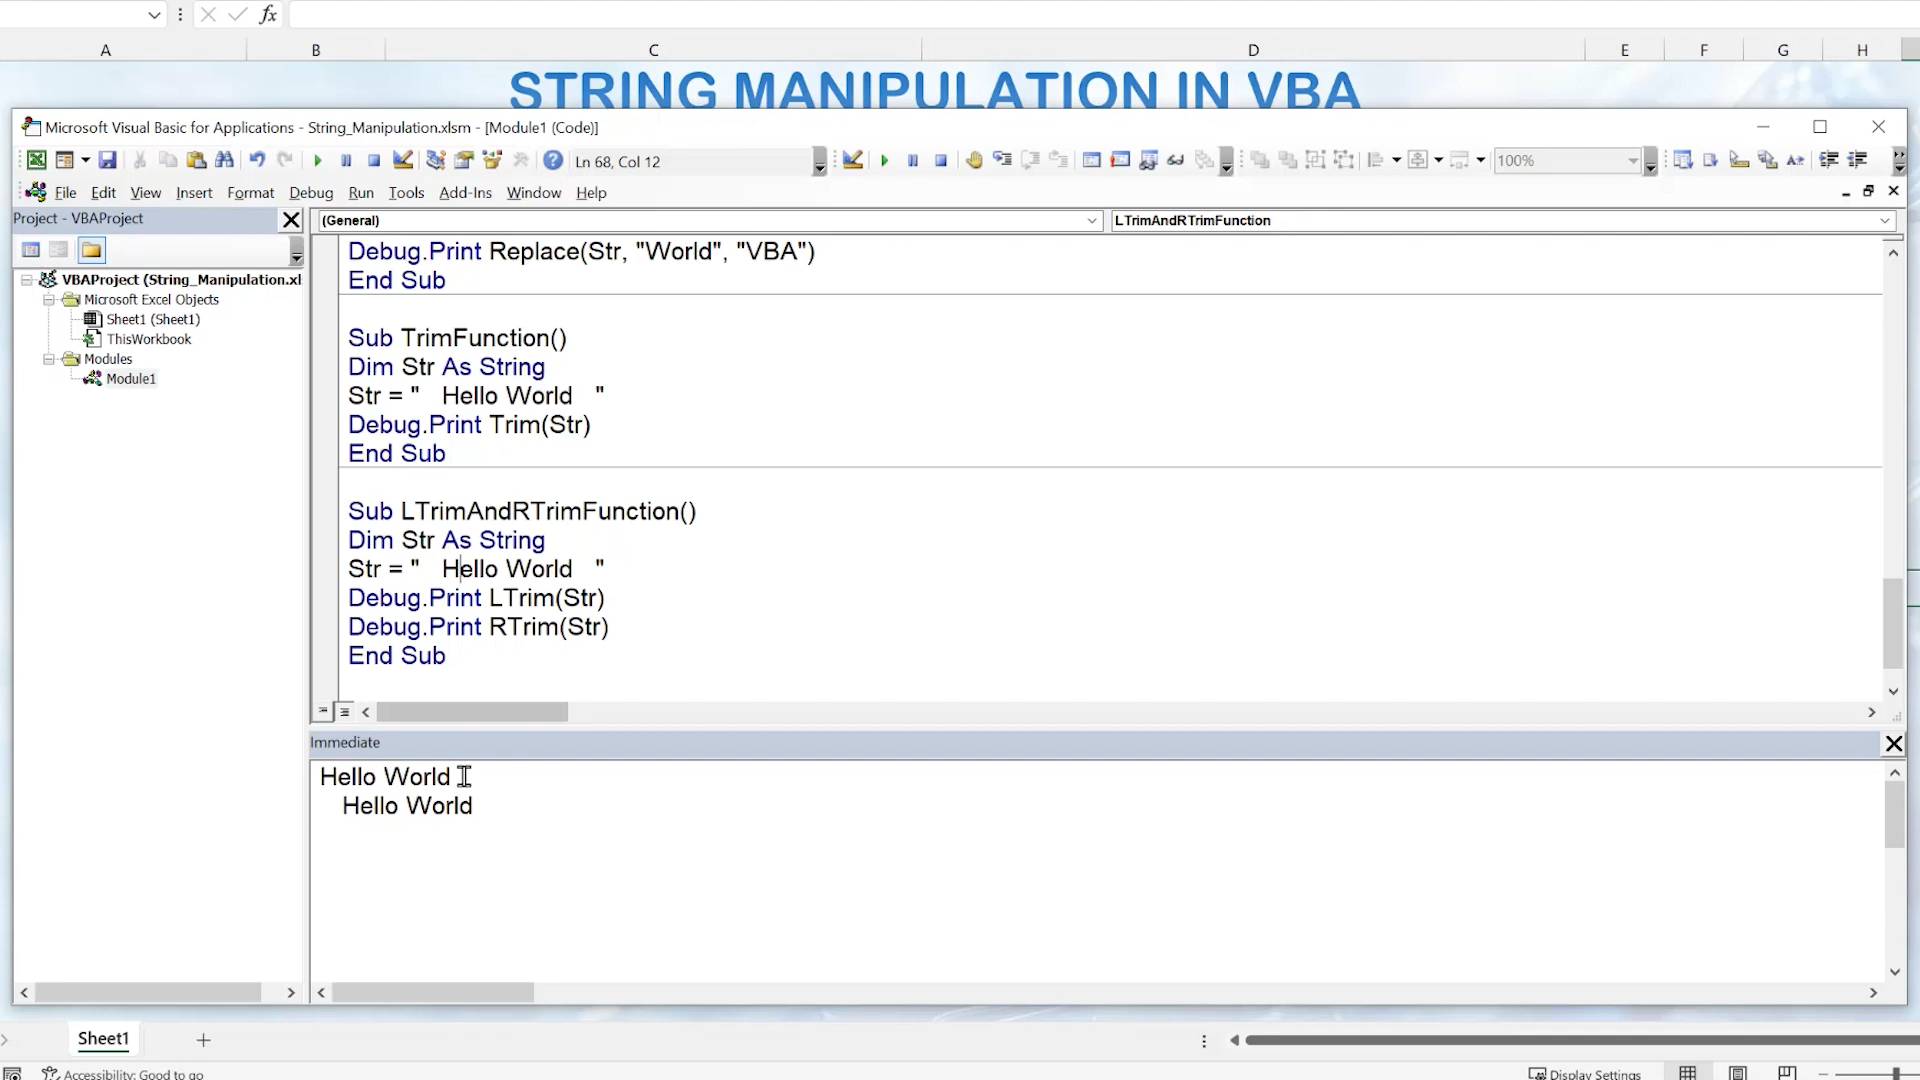 fx
A B C D E F G H
STRING MANIPULATION IN VBA
Microsoft Visual Basic for Applications - String_Manipulation.xlsm - [Module1 (Code)]
Ln 68, Col 12
100%
File Edit View Insert Format Debug Run Tools Add-Ins Window Help
Project - VBAProject
VBAProject (String_Manipulation.xl
Microsoft Excel Objects
Sheet1 (Sheet1)
ThisWorkbook
Modules
Module1
(General) LTrimAndRTrimFunction
Debug.Print Replace(Str, "World", "VBA")
End Sub
Sub TrimFunction()
Dim Str As String
Str = "   Hello World   "
Debug.Print Trim(Str)
End Sub
Sub LTrimAndRTrimFunction()
Dim Str As String
Str = "   Hello World   "
Debug.Print LTrim(Str)
Debug.Print RTrim(Str)
End Sub
Immediate
Hello World
   Hello World
Sheet1
Accessibility: Good to go
Display Settings